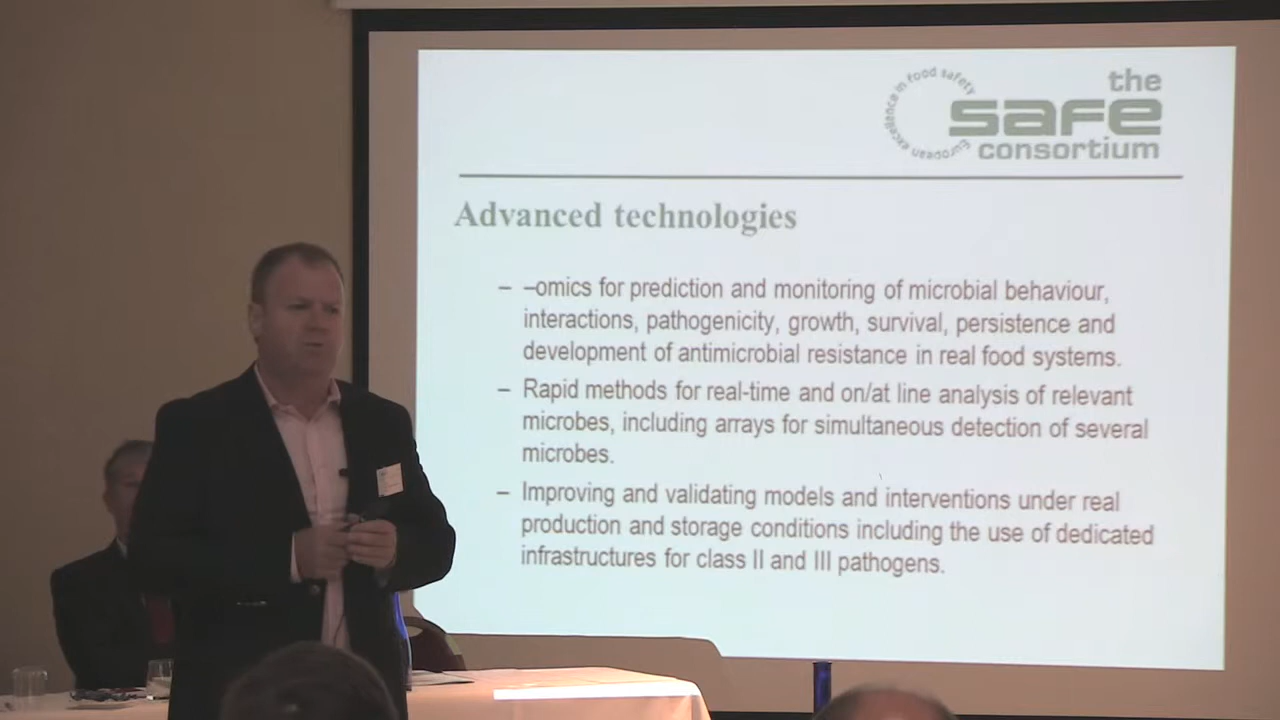 the
safe
consortium
European excellence in food safety
Advanced technologies
– –omics for prediction and monitoring of microbial behaviour,
interactions, pathogenicity, growth, survival, persistence and
development of antimicrobial resistance in real food systems.
– Rapid methods for real-time and on/at line analysis of relevant
microbes, including arrays for simultaneous detection of several
microbes.
– Improving and validating models and interventions under real
production and storage conditions including the use of dedicated
infrastructures for class II and III pathogens.